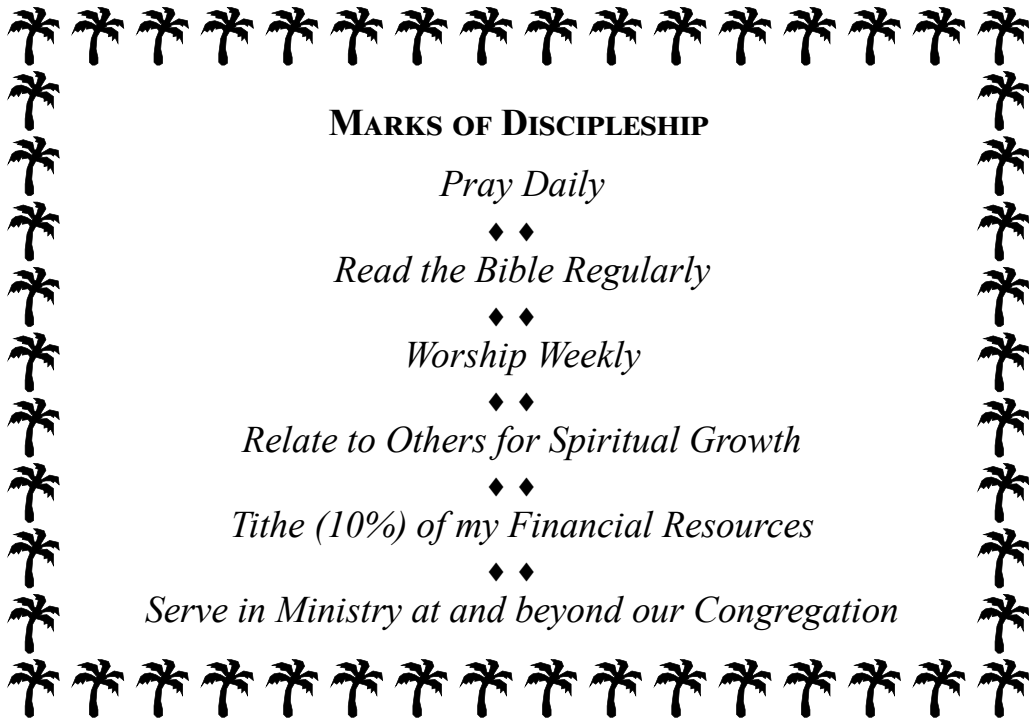 MARKS OF DISCIPLESHIP
Pray Daily
♦ ♦
Read the Bible Regularly
♦ ♦
Worship Weekly
♦ ♦
Relate to Others for Spiritual Growth
♦ ♦
Tithe (10%) of my Financial Resources
♦ ♦
Serve in Ministry at and beyond our Congregation